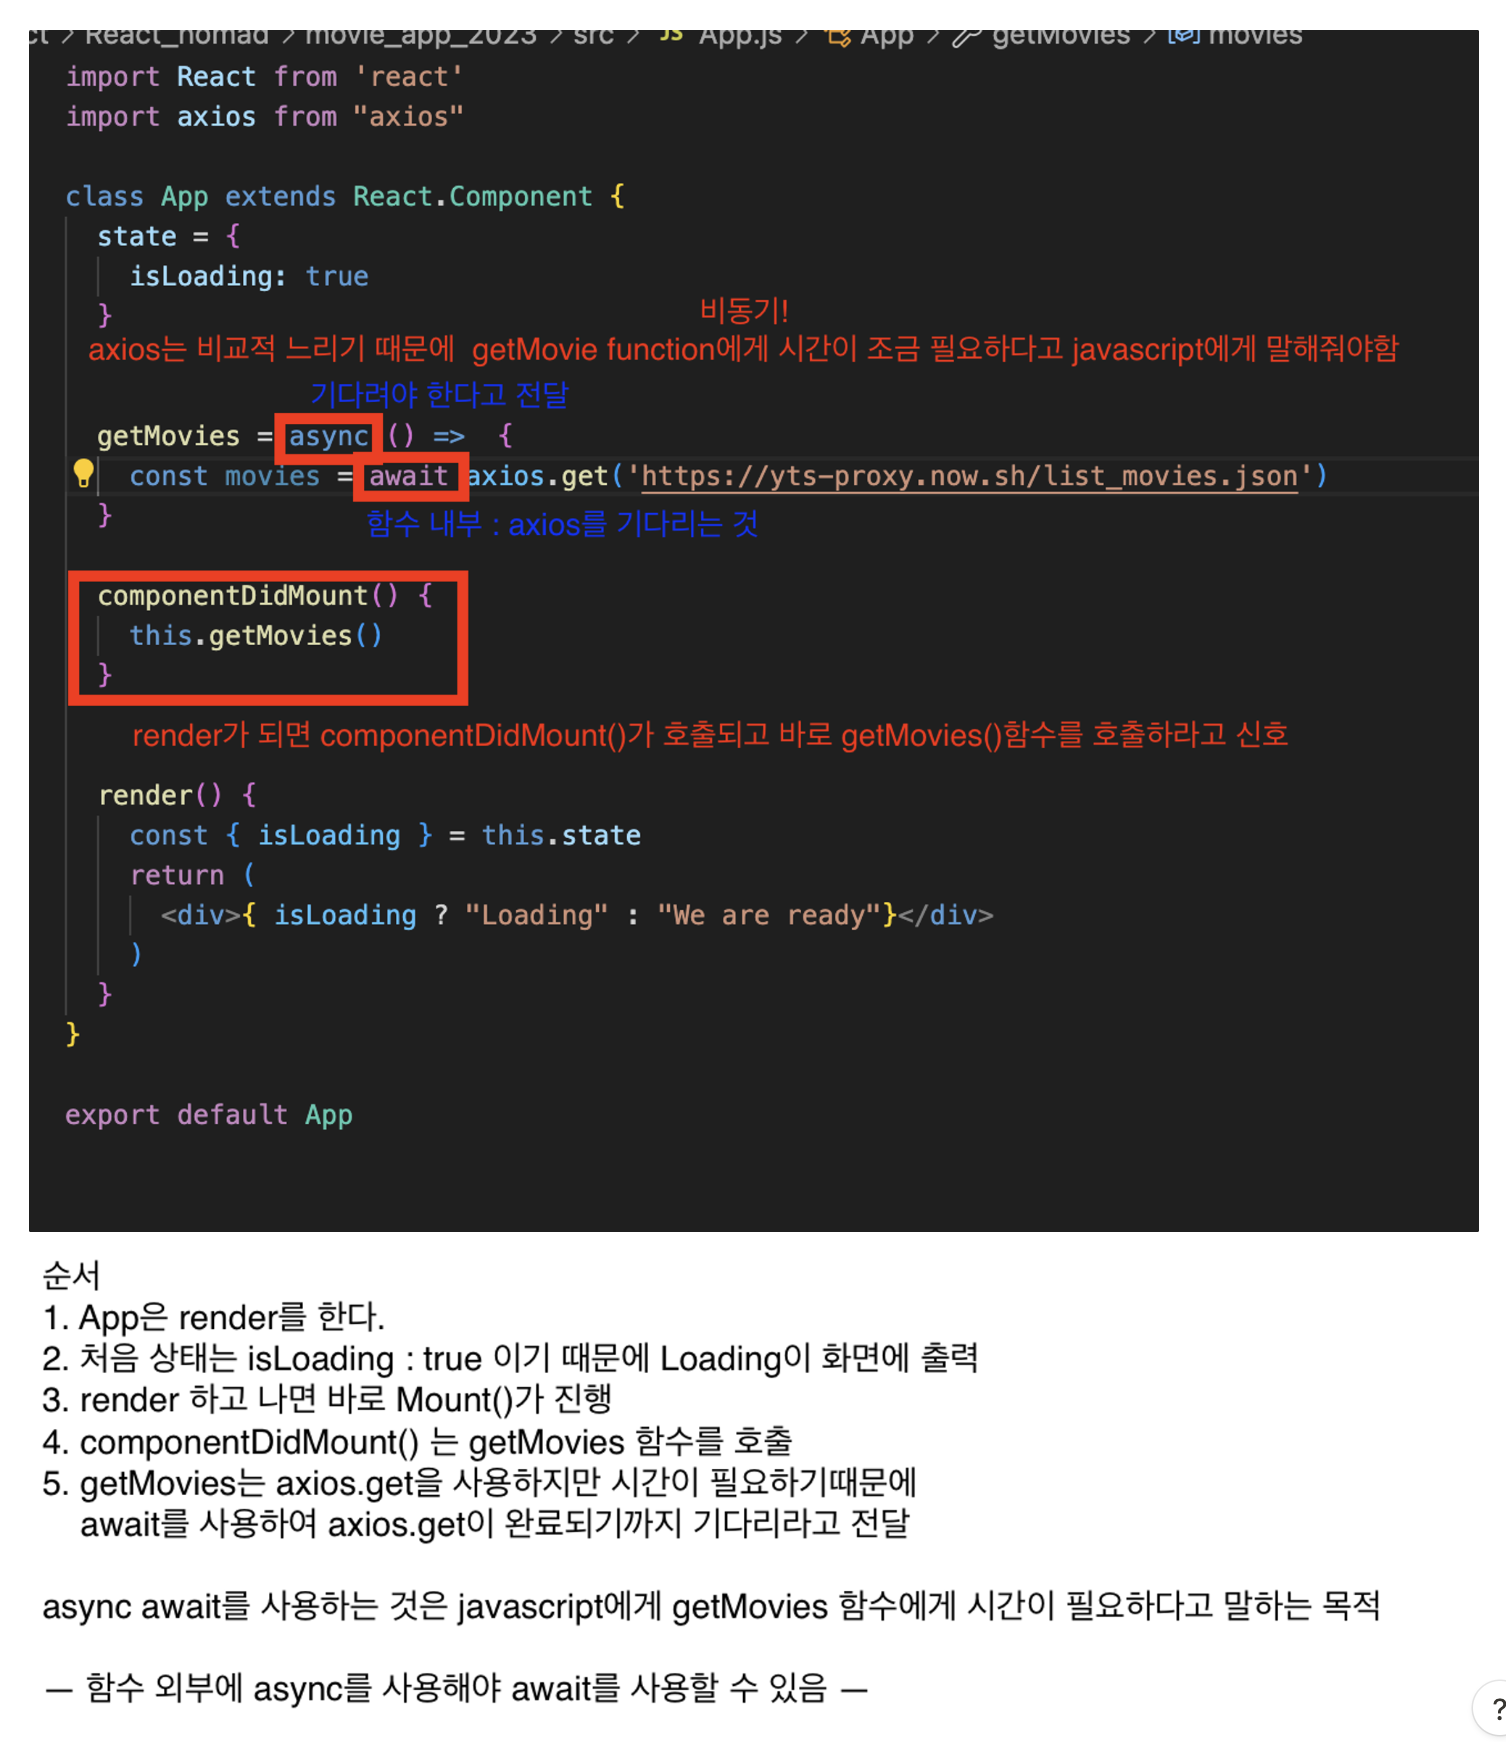 ct > React_nomad > movie_app_2023 > src > JS App.js > App > getMovies > movies
import React from 'react'
import axios from "axios"
class App extends React.Component {
state = {
isLoading: true
}
비동기!
axios는 비교적 느리기 때문에 getMovie function에게 시간이 조금 필요하다고 javascript에게 말해줘야함
기다려야 한다고 전달
getMovies = async () => {
const movies = await axios.get('https://yts-proxy.now.sh/list_movies.json')
}
함수 내부 : axios를 기다리는 것
componentDidMount() {
this.getMovies()
}
render가 되면 componentDidMount()가 호출되고 바로 getMovies()함수를 호출하라고 신호
render() {
const { isLoading } = this.state
return (
<div>{ isLoading ? "Loading" : "We are ready"}</div>
)
}
}
export default App
순서
1. App은 render를 한다.
2. 처음 상태는 isLoading : true 이기 때문에 Loading이 화면에 출력
3. render 하고 나면 바로 Mount()가 진행
4. componentDidMount() 는 getMovies 함수를 호출
5. getMovies는 axios.get을 사용하지만 시간이 필요하기때문에
await를 사용하여 axios.get이 완료되기까지 기다리라고 전달
async await를 사용하는 것은 javascript에게 getMovies 함수에게 시간이 필요하다고 말하는 목적
— 함수 외부에 async를 사용해야 await를 사용할 수 있음 —
?